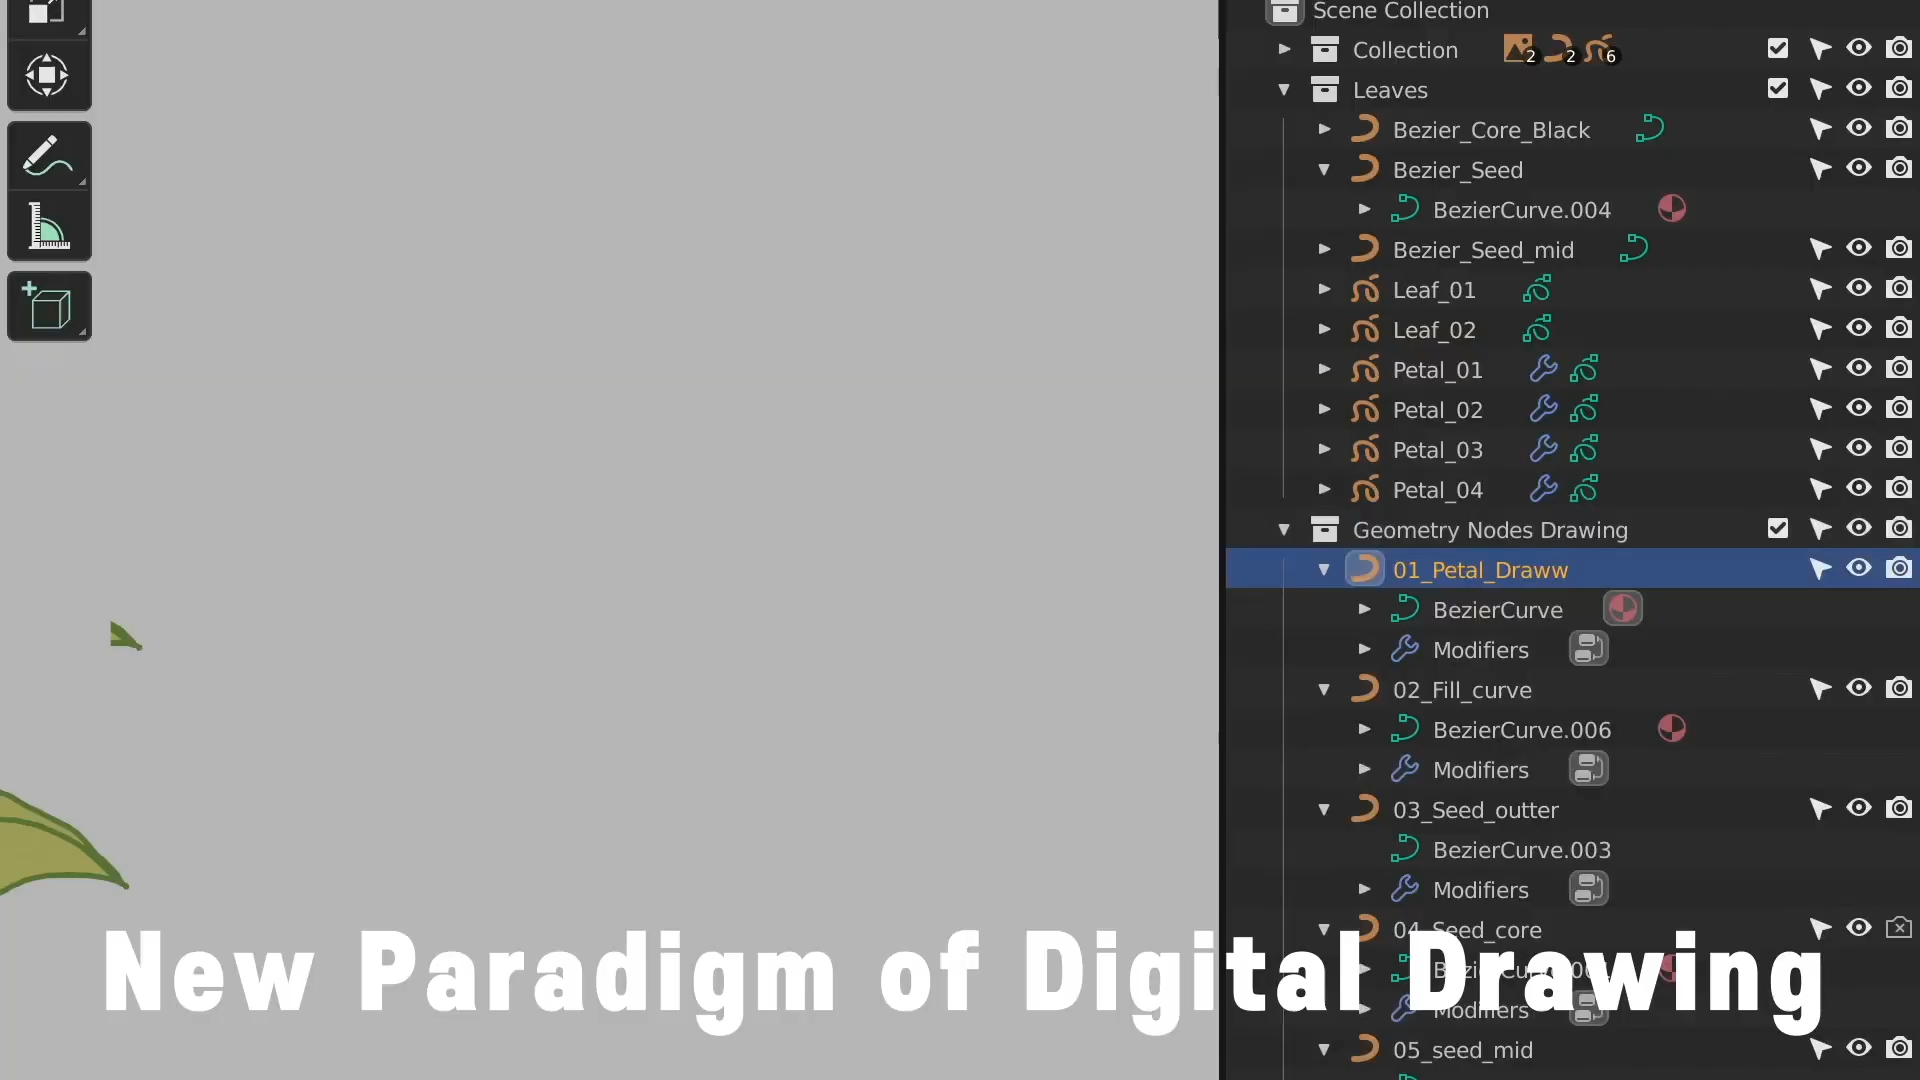 Scene Collection
Collection 2 2 6
Leaves
Bezier_Core_Black
Bezier_Seed
BezierCurve.004
Bezier_Seed_mid
Leaf_01
Leaf_02
Petal_01
Petal_02
Petal_03
Petal_04
Geometry Nodes Drawing
01_Petal_Draww
BezierCurve
Modifiers
02_Fill_curve
BezierCurve.006
Modifiers
03_Seed_outter
BezierCurve.003
Modifiers
04_Seed_core
Modifiers
05_seed_mid
New Paradigm of Digital Drawing